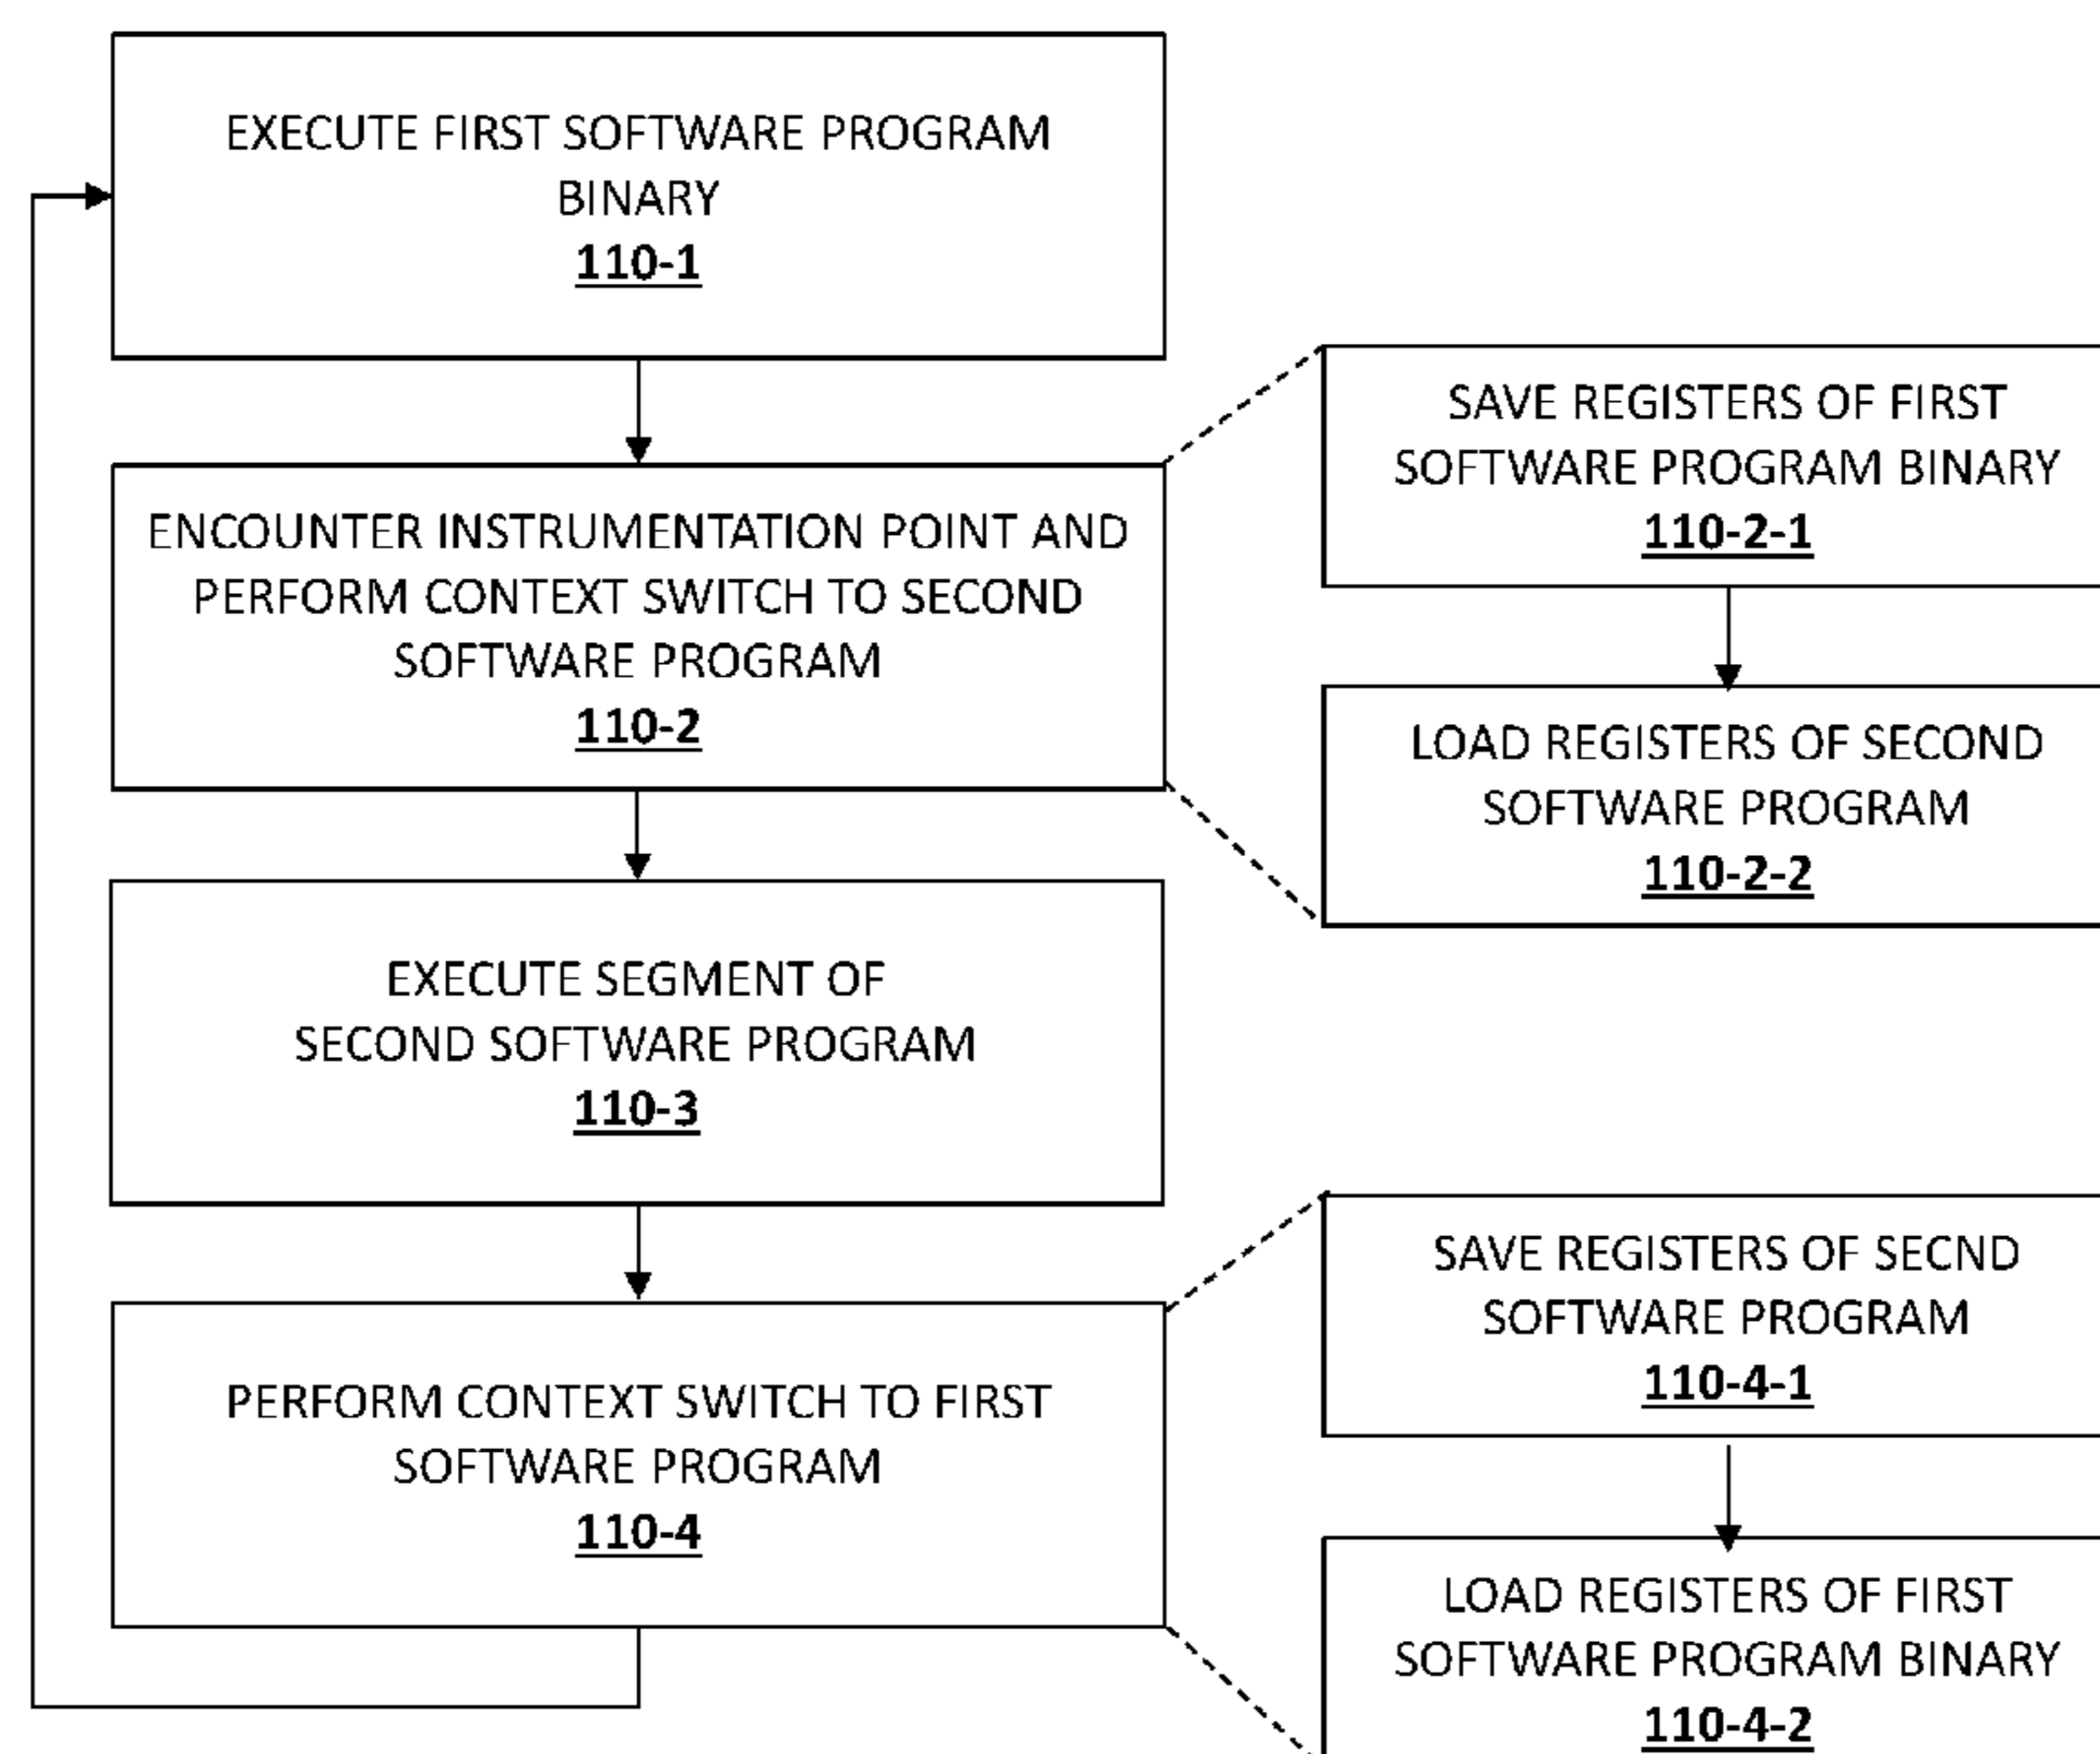 EXECUTE FIRST SOFTWARE PROGRAM
BINARY
110-1
ENCOUNTER INSTRUMENTATION POINT AND
PERFORM CONTEXT SWITCH TO SECOND
SOFTWARE PROGRAM
110-2
SAVE REGISTERS OF FIRST
SOFTWARE PROGRAM BINARY
110-2-1
LOAD REGISTERS OF SECOND
SOFTWARE PROGRAM
110-2-2
EXECUTE SEGMENT OF
SECOND SOFTWARE PROGRAM
110-3
PERFORM CONTEXT SWITCH TO FIRST
SOFTWARE PROGRAM
110-4
SAVE REGISTERS OF SECND
SOFTWARE PROGRAM
110-4-1
LOAD REGISTERS OF FIRST
SOFTWARE PROGRAM BINARY
110-4-2